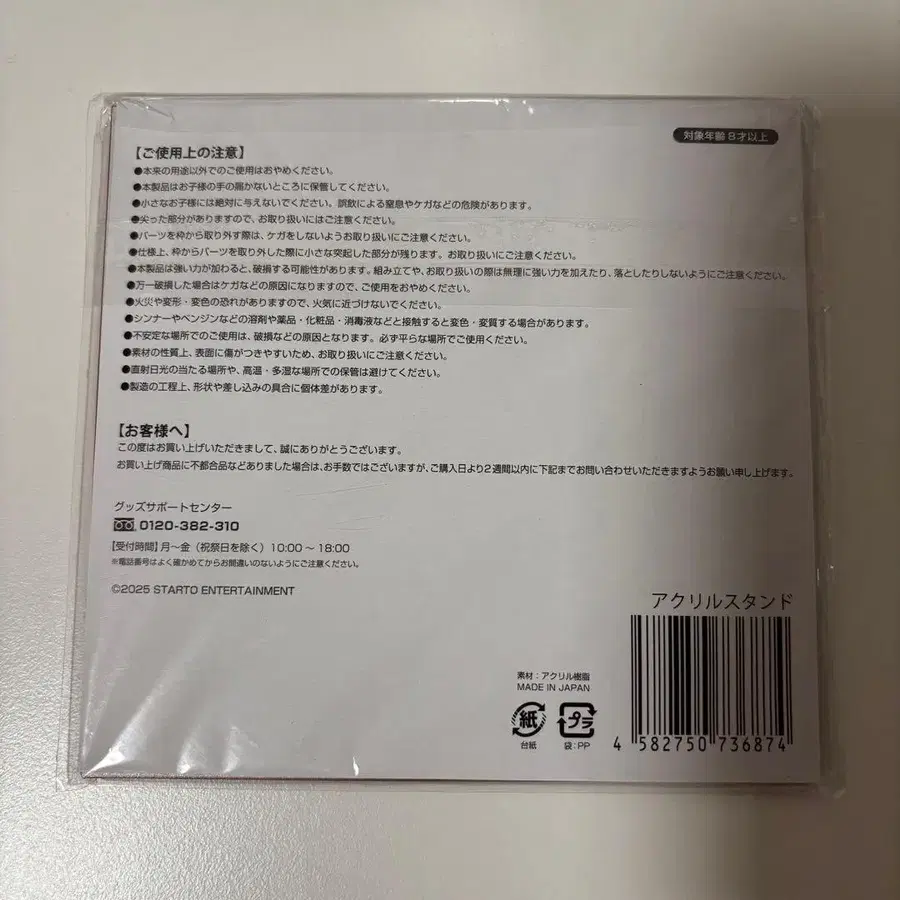 対象年齢8才以上
【ご使用上の注意】
●本来の用途以外でのご使用はおやめください。
●本製品はお子様の手の届かないところに保管してください。
●小さなお子様には絶対に与えないでください。誤飲による窒息やケガなどの危険があります。
●尖った部分がありますので、お取り扱いにはご注意ください。
●パーツを枠から取り外す際は、ケガをしないようお取り扱いにご注意ください。
●仕様上、枠からパーツを取り外した際に小さな突起した部分が残ります。お取り扱いにご注意ください。
●本製品は強い力が加わると、破損する可能性があります。組み立てや、お取り扱いの際は無理に強い力を加えたり、落としたりしないようにご注意ください。
●万一破損した場合はケガなどの原因になりますので、ご使用をおやめください。
●火災や変形・変色の恐れがありますので、火気に近づけないでください。
●シンナーやベンジンなどの溶剤や薬品・化粧品・消毒液などと接触すると変色・変質する場合があります。
●不安定な場所でのご使用は、破損などの原因となります。必ず平らな場所でご使用ください。
●素材の性質上、表面に傷がつきやすいため、お取り扱いにご注意ください。
●直射日光の当たる場所や、高温・多湿な場所での保管は避けてください。
●製造の工程上、形状や差し込みの具合に個体差があります。
【お客様へ】
この度はお買い上げいただきまして、誠にありがとうございます。
お買い上げ商品に不都合品などありました場合は、お手数ではございますが、ご購入日より2週間以内に下記までお問い合わせいただきますようお願い申し上げます。
グッズサポートセンター
0120-382-310
【受付時間】月〜金（祝祭日を除く）10:00〜18:00
※電話番号はよく確かめてからお間違いのないようにご注意ください。
©2025 STARTO ENTERTAINMENT
アクリルスタンド
素材：アクリル樹脂
MADE IN JAPAN
紙 プラ
台紙 袋：PP
4 582750 736874